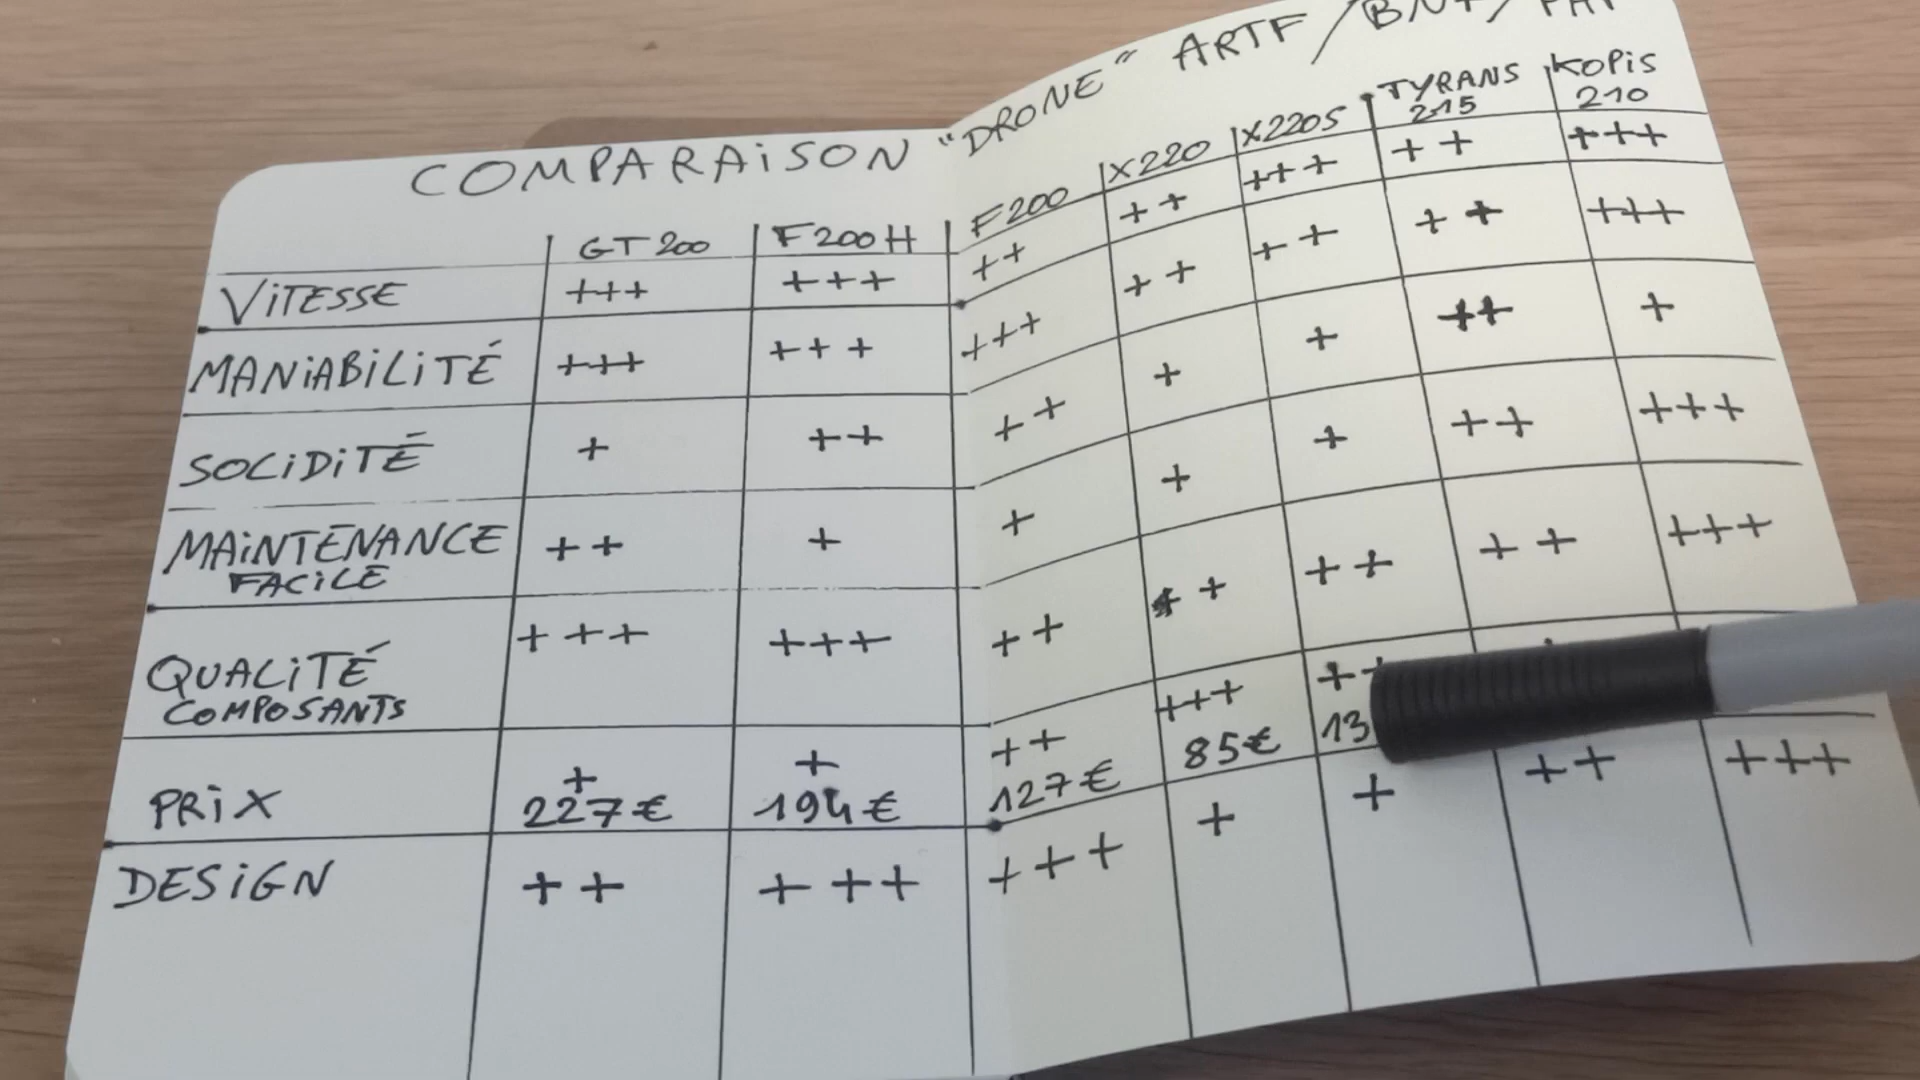 COMPARAiSON "DRONE" ARTF/BNF/
GT200 F200H F200 X220 X220S TYRANS 215 KOPiS 210
ViTESSE +++ +++ ++ ++ +++ ++ +++
MANiABiLiTÉ +++ +++ +++ ++ ++ ++ +++
SOLiDiTÉ + ++ ++ + + ++ +
MAiNTENANCE FACiLE ++ + + + + ++ +++
QUALiTÉ COMPOSANTS +++ +++ ++ ++ ++ ++ +++
PRiX + 227€ + 194€ ++ 127€ +++ 85€
DESiGN ++ +++ +++ + + ++ +++